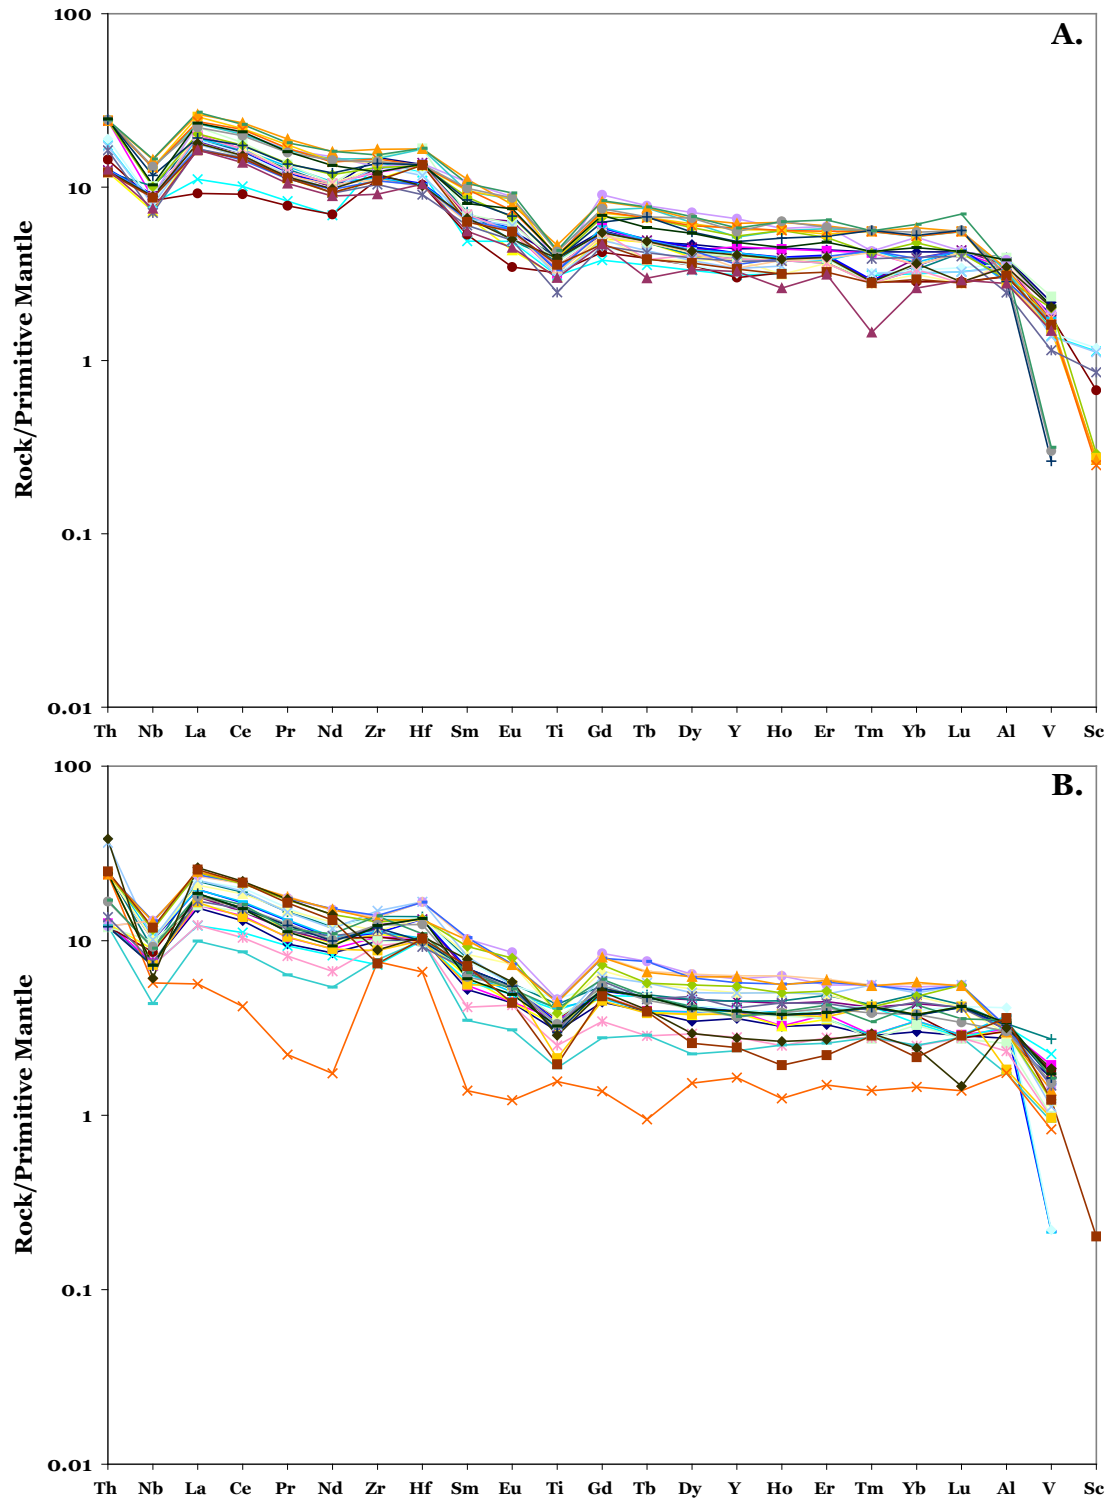 100
A.
10
1
0.1
0.01
Rock/Primitive Mantle
Th Nb La Ce Pr Nd Zr Hf Sm Eu Ti Gd Tb Dy Y Ho Er Tm Yb Lu Al V Sc
100
B.
10
1
0.1
0.01
Rock/Primitive Mantle
Th Nb La Ce Pr Nd Zr Hf Sm Eu Ti Gd Tb Dy Y Ho Er Tm Yb Lu Al V Sc